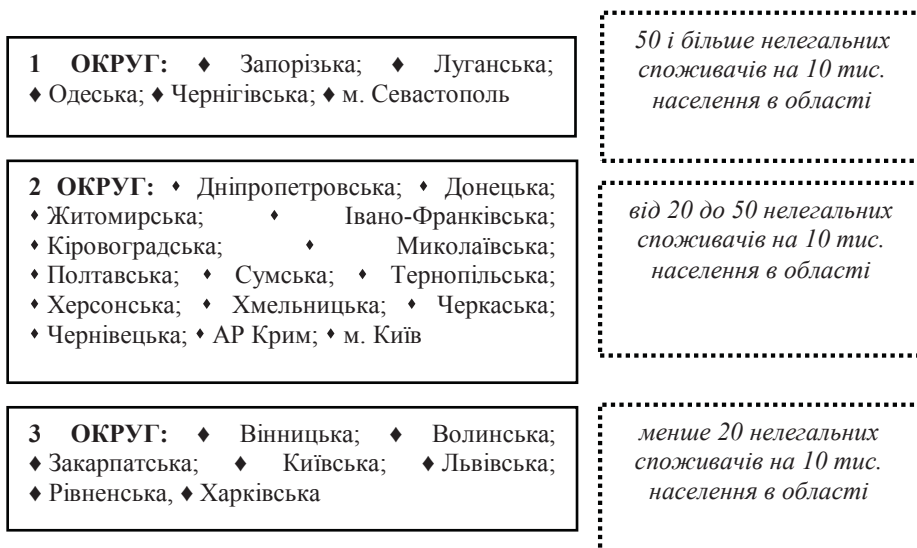 1 ОКРУГ: ♦ Запорізька; ♦ Луганська;
♦ Одеська; ♦ Чернігівська; ♦ м. Севастополь
50 і більше нелегальних
споживачів на 10 тис.
населення в області
2 ОКРУГ: ♦ Дніпропетровська; ♦ Донецька;
♦ Житомирська; ♦ Івано-Франківська;
♦ Кіровоградська; ♦ Миколаївська;
♦ Полтавська; ♦ Сумська; ♦ Тернопільська;
♦ Херсонська; ♦ Хмельницька; ♦ Черкаська;
♦ Чернівецька; ♦ АР Крим; ♦ м. Київ
від 20 до 50 нелегальних
споживачів на 10 тис.
населення в області
3 ОКРУГ: ♦ Вінницька; ♦ Волинська;
♦ Закарпатська; ♦ Київська; ♦ Львівська;
♦ Рівненська, ♦ Харківська
менше 20 нелегальних
споживачів на 10 тис.
населення в області